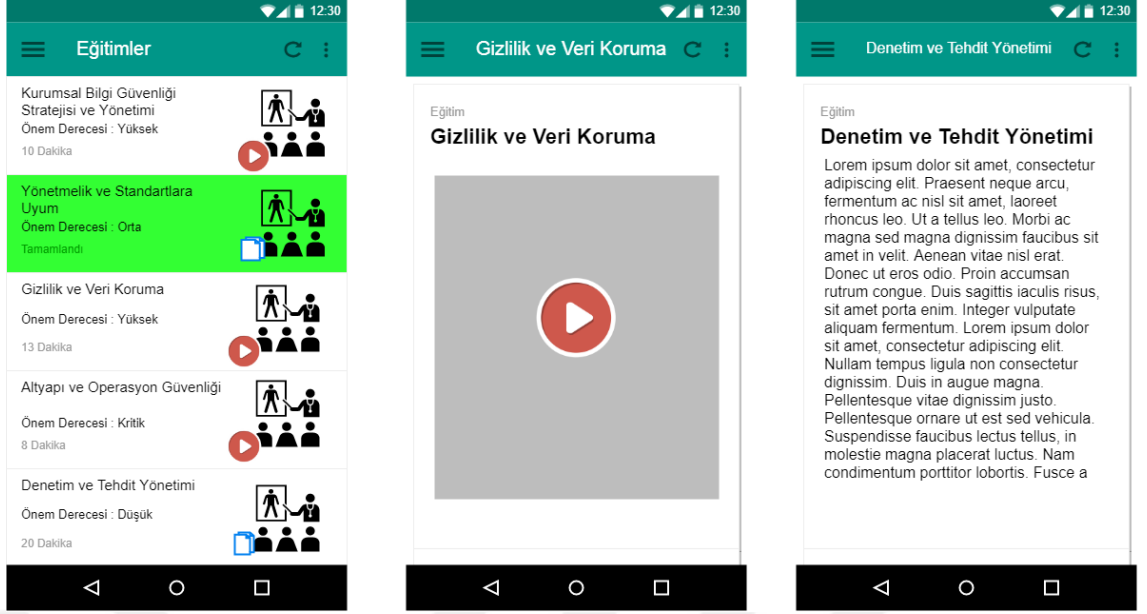 12:30
Eğitimler
Kurumsal Bilgi Güvenliği
Stratejisi ve Yönetimi
Önem Derecesi : Yüksek
10 Dakika
Yönetmelik ve Standartlara
Uyum
Önem Derecesi : Orta
Tamamlandı
Gizlilik ve Veri Koruma
Önem Derecesi : Yüksek
13 Dakika
Altyapı ve Operasyon Güvenliği
Önem Derecesi : Kritik
8 Dakika
Denetim ve Tehdit Yönetimi
Önem Derecesi : Düşük
20 Dakika
12:30
Gizlilik ve Veri Koruma
Eğitim
Gizlilik ve Veri Koruma
12:30
Denetim ve Tehdit Yönetimi
Eğitim
Denetim ve Tehdit Yönetimi
Lorem ipsum dolor sit amet, consectetur
adipiscing elit. Praesent neque arcu,
fermentum ac nisl sit amet, laoreet
rhoncus leo. Ut a tellus leo. Morbi ac
magna sed magna dignissim faucibus sit
amet in velit. Aenean vitae nisl erat.
Donec ut eros odio. Proin accumsan
rutrum congue. Duis sagittis iaculis risus,
sit amet porta enim. Integer vulputate
aliquam fermentum. Lorem ipsum dolor
sit amet, consectetur adipiscing elit.
Nullam tempus ligula non consectetur
dignissim. Duis in augue magna.
Pellentesque vitae dignissim justo.
Pellentesque ornare ut est sed vehicula.
Suspendisse faucibus lectus tellus, in
molestie magna placerat luctus. Nam
condimentum porttitor lobortis. Fusce a